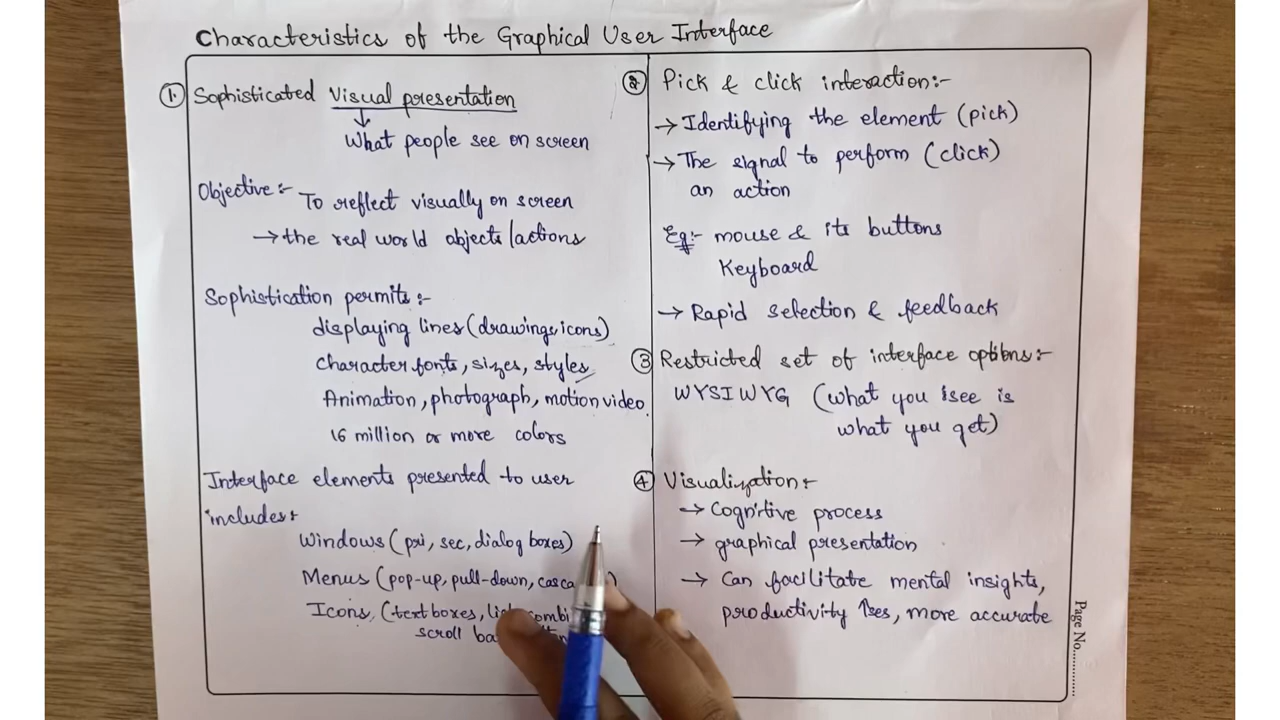 Characteristics of the Graphical User Interface
① Sophisticated Visual presentation
↓
What people see on screen
Objective:- To reflect visually on screen
→ the real world objects/actions
Sophistication permits:-
displaying lines (drawings icons)
Character fonts, sizes, styles
Animation, photograph, motion video.
16 million or more colors
Interface elements presented to user
includes:
Windows (pri, sec, dialog boxes)
Menus (pop-up, pull-down,
Icons, (text boxes,
scroll
② Pick & click interaction:-
→ Identifying the element (pick)
→ The signal to perform (click)
an action
Eg:- mouse & its buttons
Keyboard
→ Rapid selection & feedback
③ Restricted set of interface options:-
WYSIWYG (what you see is
what you get)
④ Visualization:
→ Cognitive process
→ graphical presentation
→ Can facilitate mental insights,
productivity ↑ses, more accurate
Page No.............